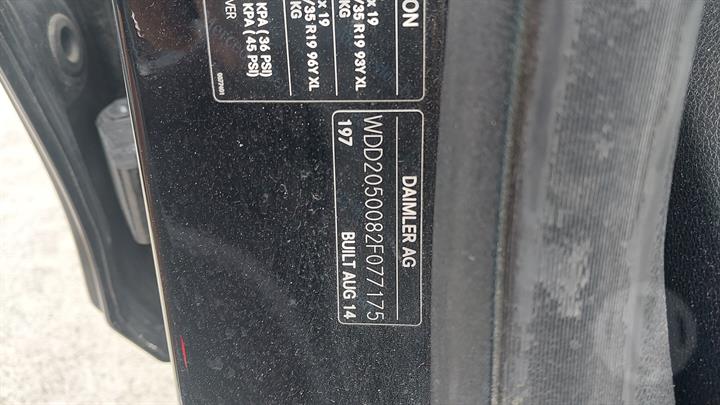 ION
x 19
/35 R19 93Y XL
KG
x 19
/35 R19 96Y XL
KG
KPA (36 PSI)
KPA (45 PSI)
VER
DAIMLER AG
WDD2050082F077175
197 BUILT AUG 14